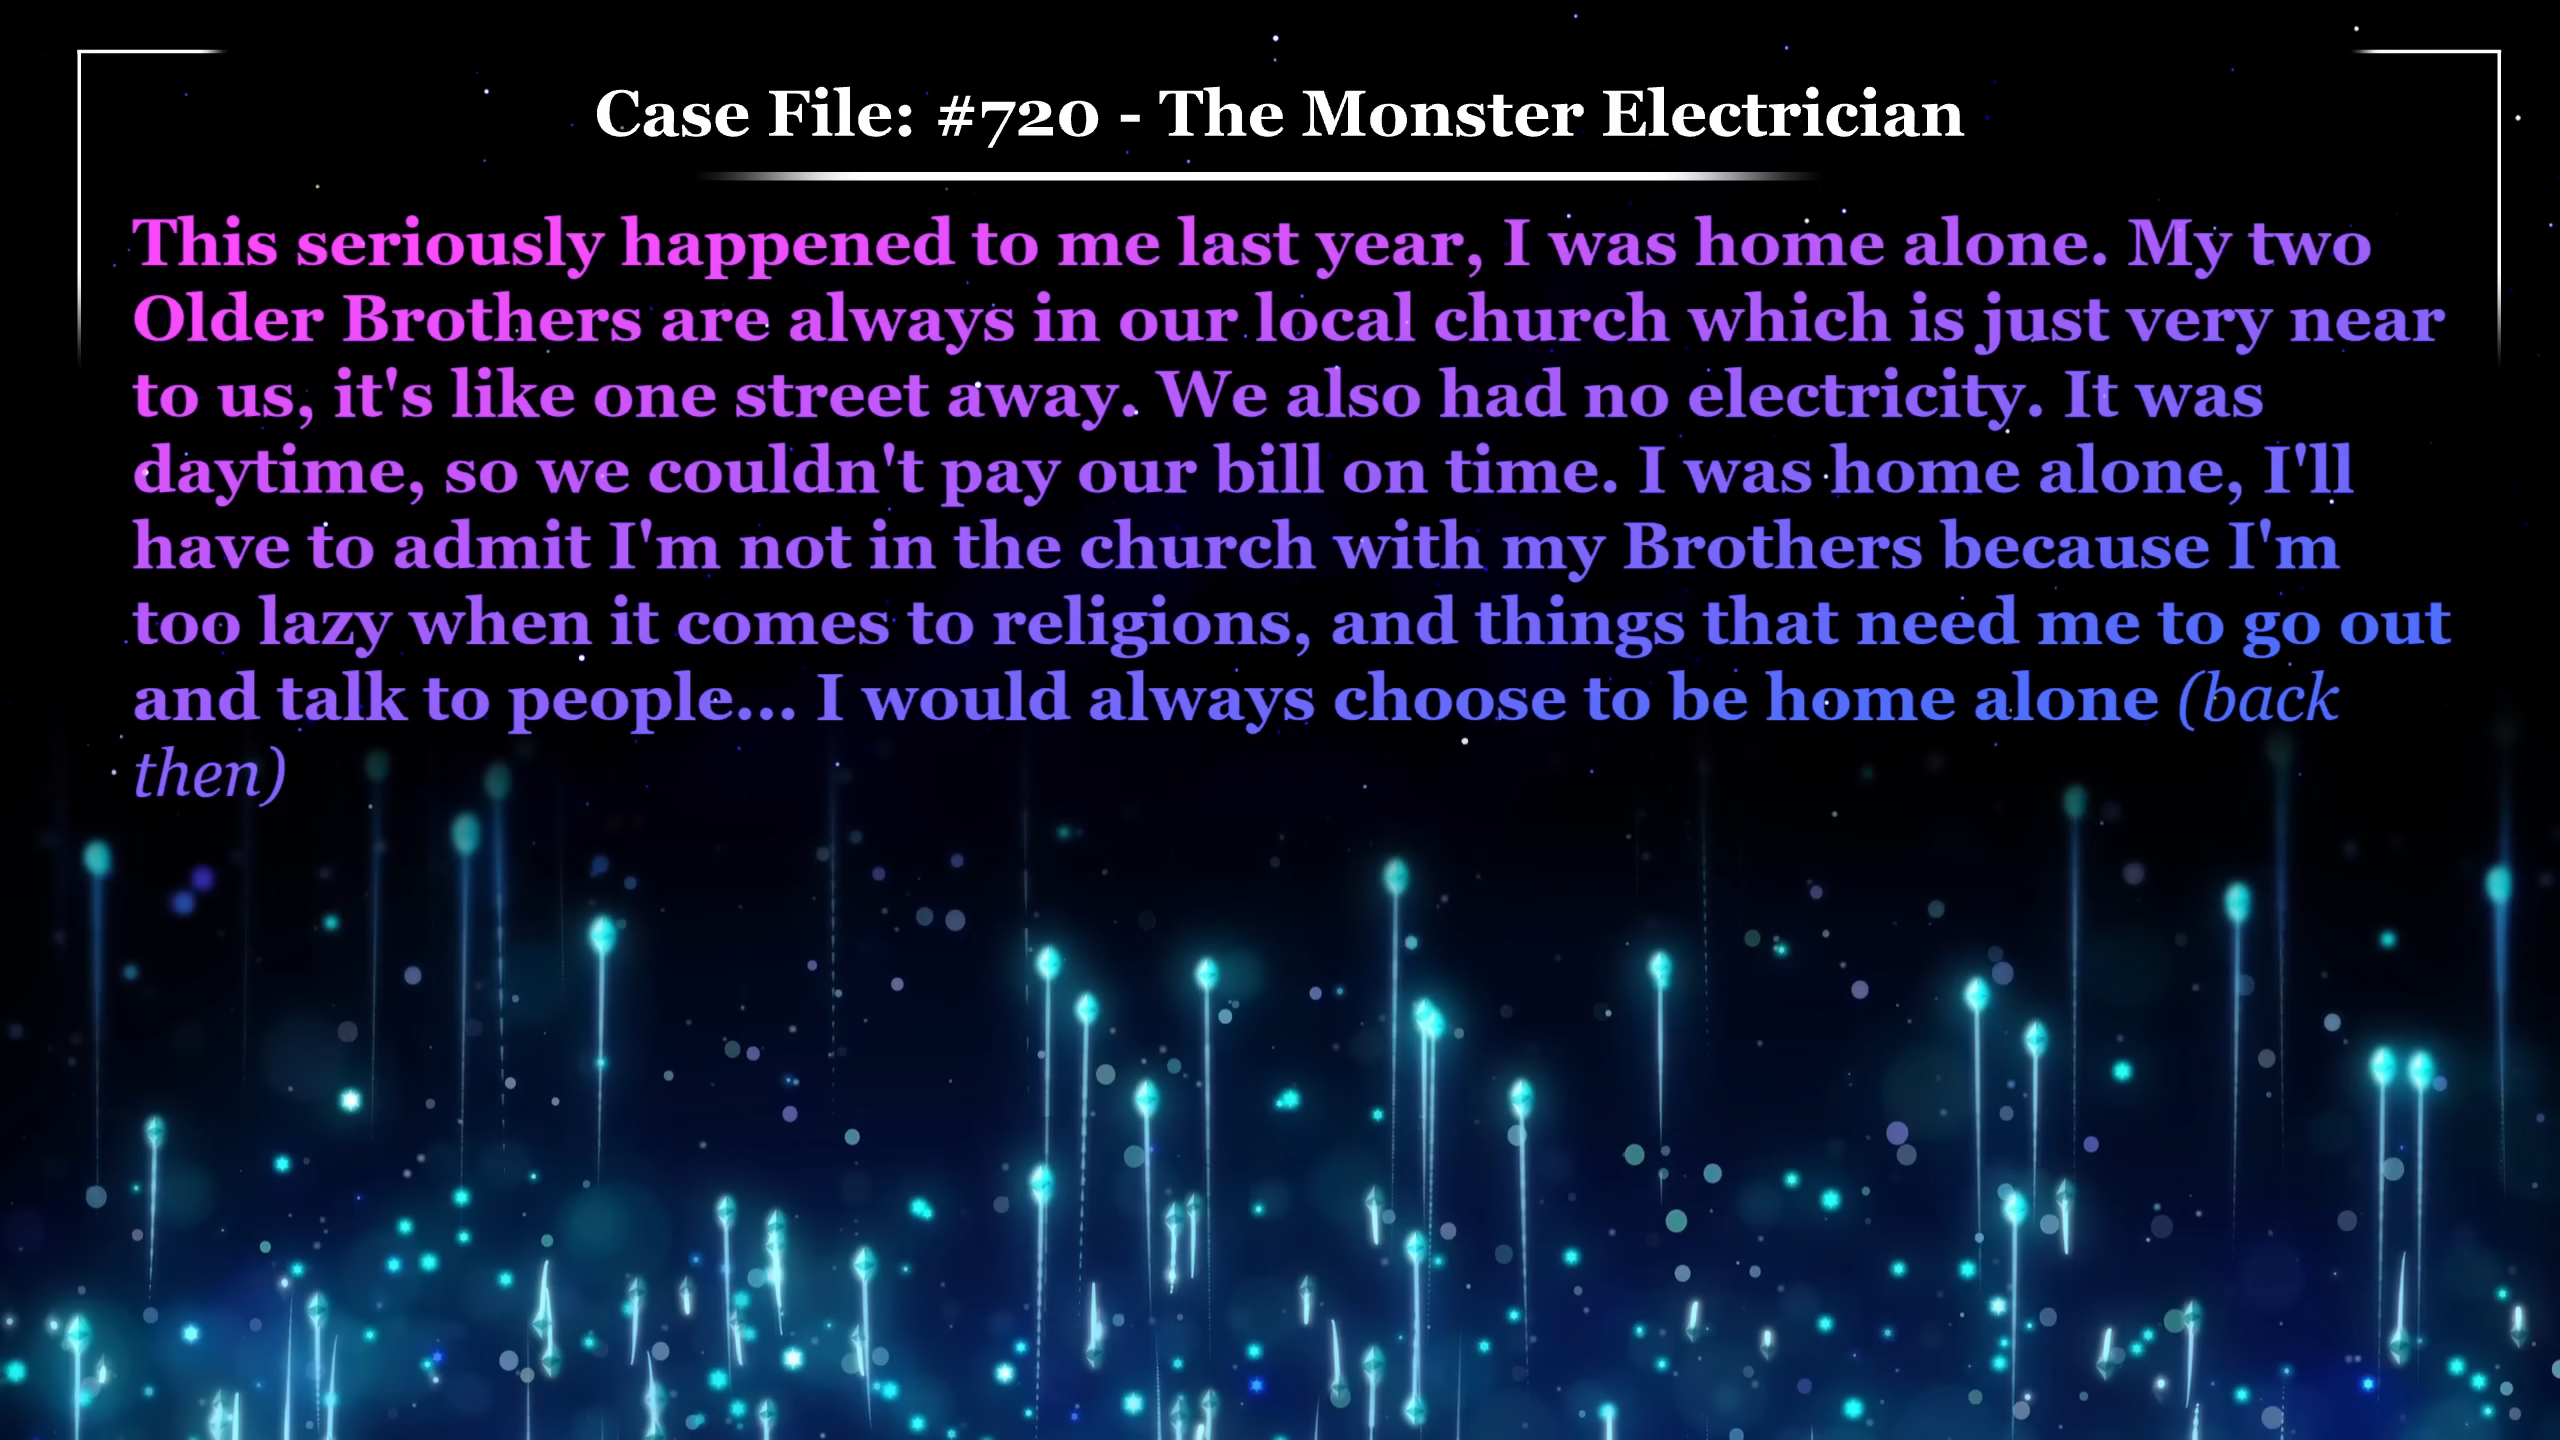 Case File: #720 - The Monster Electrician
This seriously happened to me last year, I was home alone. My two
Older Brothers are always in our local church which is just very near
to us, it's like one street away. We also had no electricity. It was
daytime, so we couldn't pay our bill on time. I was home alone, I'll
have to admit I'm not in the church with my Brothers because I'm
too lazy when it comes to religions, and things that need me to go out
and talk to people... I would always choose to be home alone (back
then)